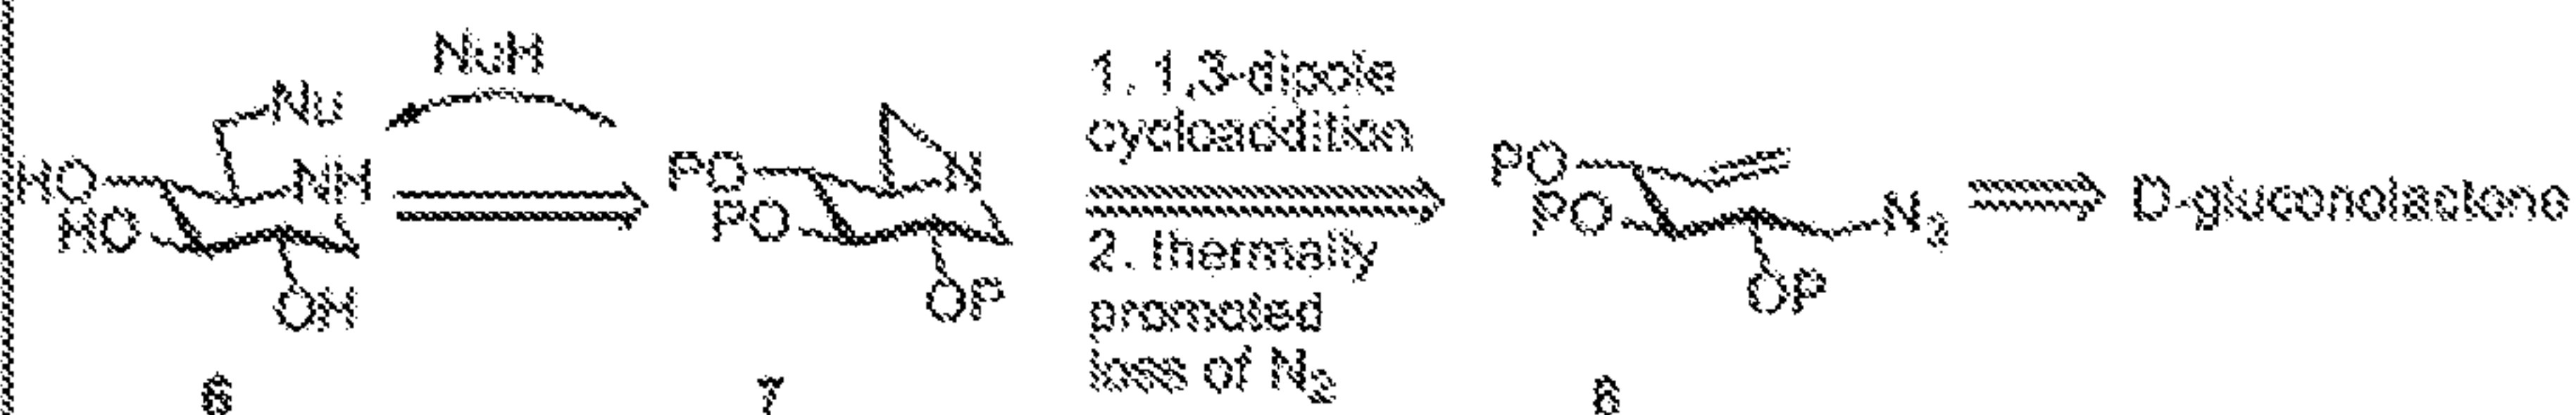 NuH
Nu
HO
NH
HO
OH
6
PO
N
PO
OP
7
1. 1,3-dipole
cycloaddition
2. thermally
promoted
loss of N2
PO
PO
N3
OP
8
D-gluconolactone